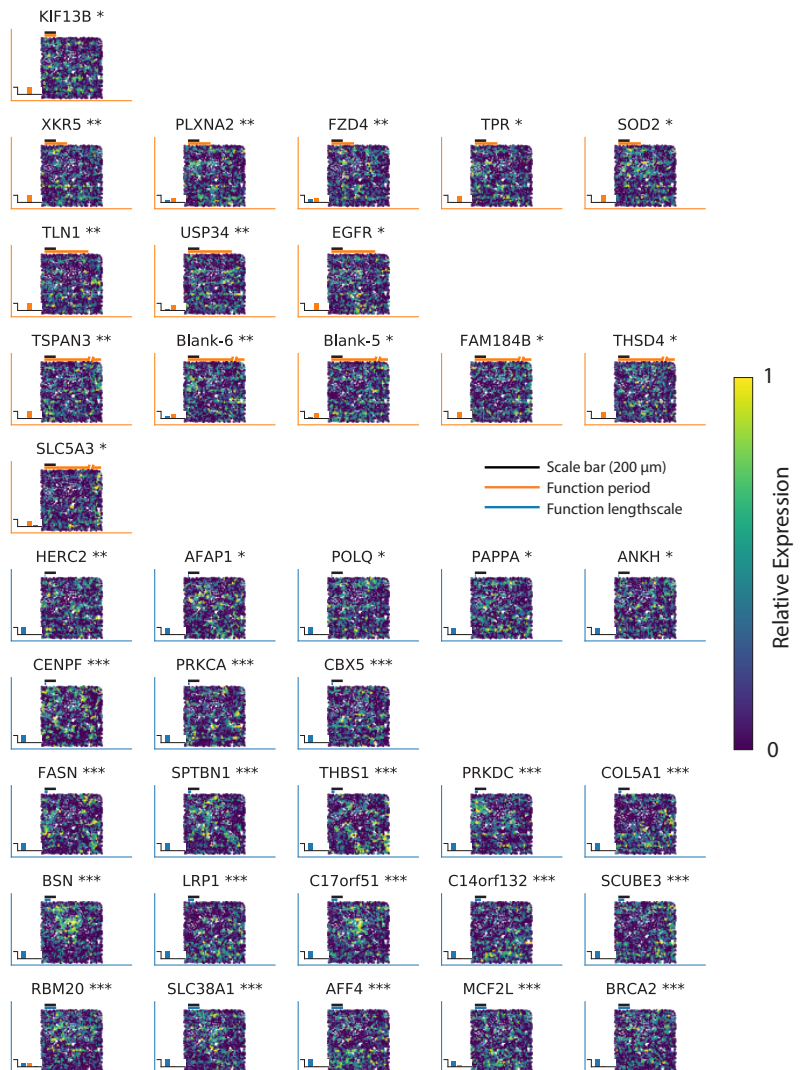 KIF13B *
XKR5 ** PLXNA2 ** FZD4 ** TPR * SOD2 *
TLN1 ** USP34 ** EGFR *
TSPAN3 ** Blank-6 ** Blank-5 * FAM184B * THSD4 *
SLC5A3 *
Scale bar (200 μm)
Function period
Function lengthscale
HERC2 ** AFAP1 * POLQ * PAPPA * ANKH *
CENPF *** PRKCA *** CBX5 ***
FASN *** SPTBN1 *** THBS1 *** PRKDC *** COL5A1 ***
BSN *** LRP1 *** C17orf51 *** C14orf132 *** SCUBE3 ***
RBM20 *** SLC38A1 *** AFF4 *** MCF2L *** BRCA2 ***
1
Relative Expression
0